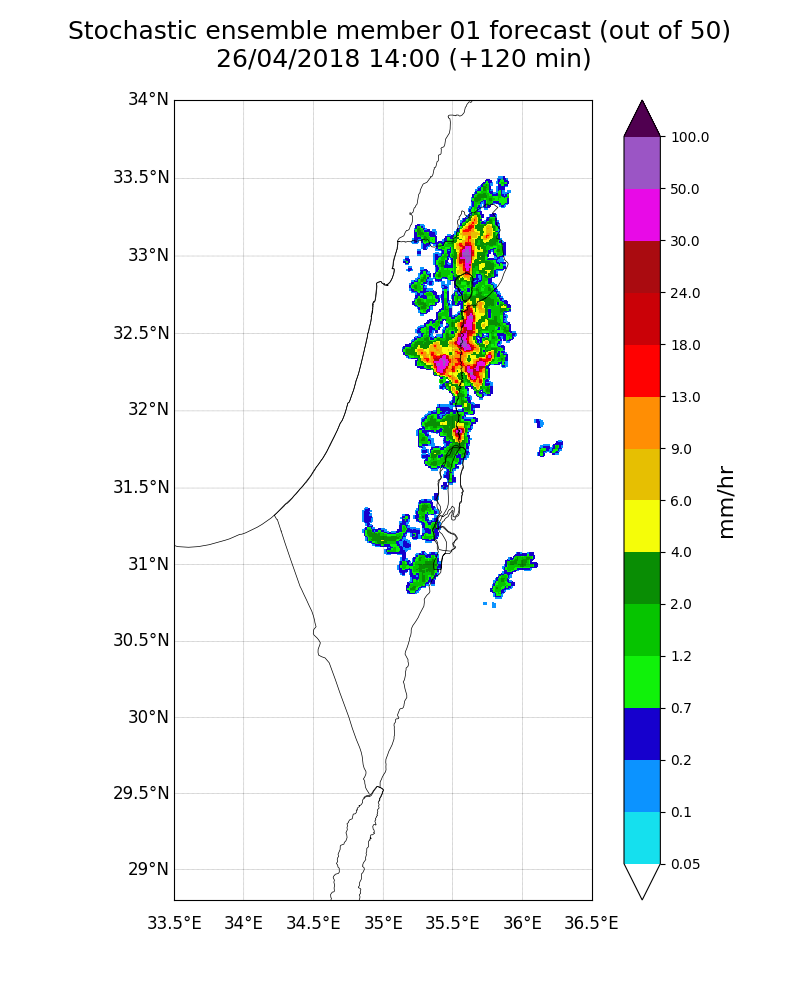 Stochastic ensemble member 01 forecast (out of 50)
26/04/2018 14:00 (+120 min)
34°N
33.5°N
33°N
32.5°N
32°N
31.5°N
31°N
30.5°N
30°N
29.5°N
29°N
33.5°E
34°E
34.5°E
35°E
35.5°E
36°E
36.5°E
100.0
50.0
30.0
24.0
18.0
13.0
9.0
6.0
4.0
2.0
1.2
0.7
0.2
0.1
0.05
mm/hr